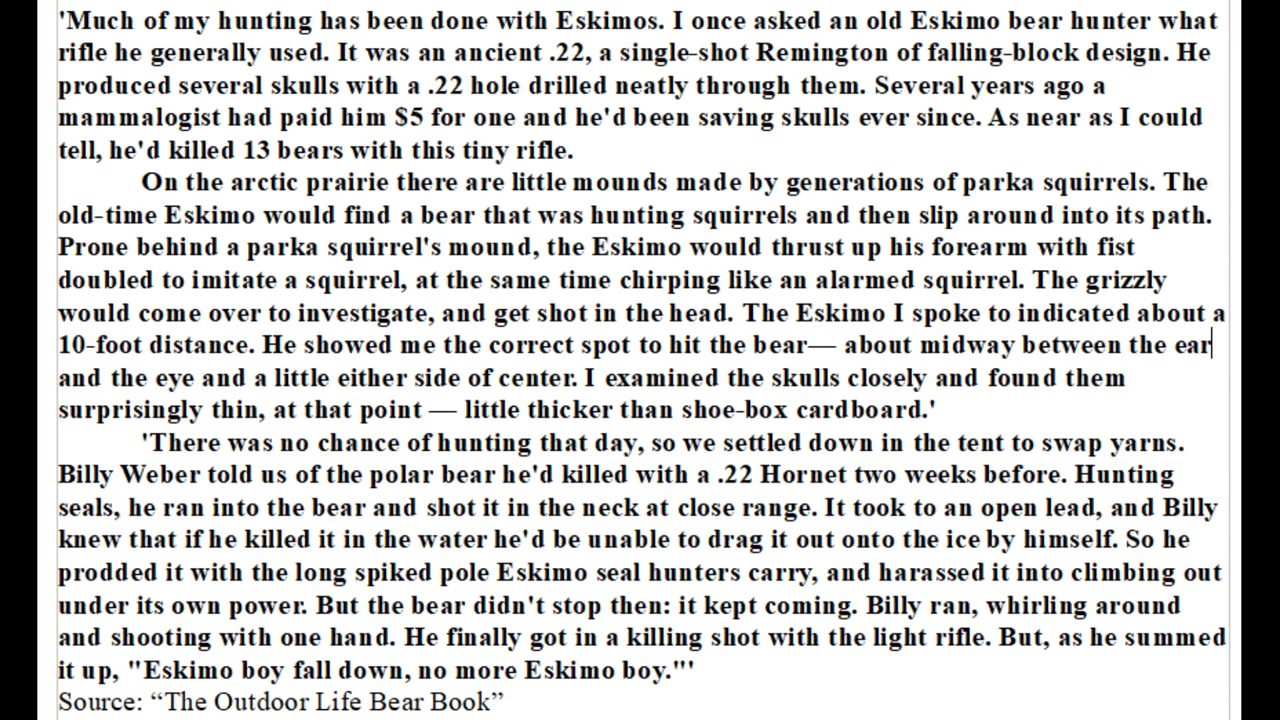 'Much of my hunting has been done with Eskimos. I once asked an old Eskimo bear hunter what
rifle he generally used. It was an ancient .22, a single-shot Remington of falling-block design. He
produced several skulls with a .22 hole drilled neatly through them. Several years ago a
mammalogist had paid him $5 for one and he'd been saving skulls ever since. As near as I could
tell, he'd killed 13 bears with this tiny rifle.
On the arctic prairie there are little mounds made by generations of parka squirrels. The
old-time Eskimo would find a bear that was hunting squirrels and then slip around into its path.
Prone behind a parka squirrel's mound, the Eskimo would thrust up his forearm with fist
doubled to imitate a squirrel, at the same time chirping like an alarmed squirrel. The grizzly
would come over to investigate, and get shot in the head. The Eskimo I spoke to indicated about a
10-foot distance. He showed me the correct spot to hit the bear— about midway between the ear
and the eye and a little either side of center. I examined the skulls closely and found them
surprisingly thin, at that point — little thicker than shoe-box cardboard.'
'There was no chance of hunting that day, so we settled down in the tent to swap yarns.
Billy Weber told us of the polar bear he'd killed with a .22 Hornet two weeks before. Hunting
seals, he ran into the bear and shot it in the neck at close range. It took to an open lead, and Billy
knew that if he killed it in the water he'd be unable to drag it out onto the ice by himself. So he
prodded it with the long spiked pole Eskimo seal hunters carry, and harassed it into climbing out
under its own power. But the bear didn't stop then: it kept coming. Billy ran, whirling around
and shooting with one hand. He finally got in a killing shot with the light rifle. But, as he summed
it up, "Eskimo boy fall down, no more Eskimo boy."'
Source: “The Outdoor Life Bear Book”